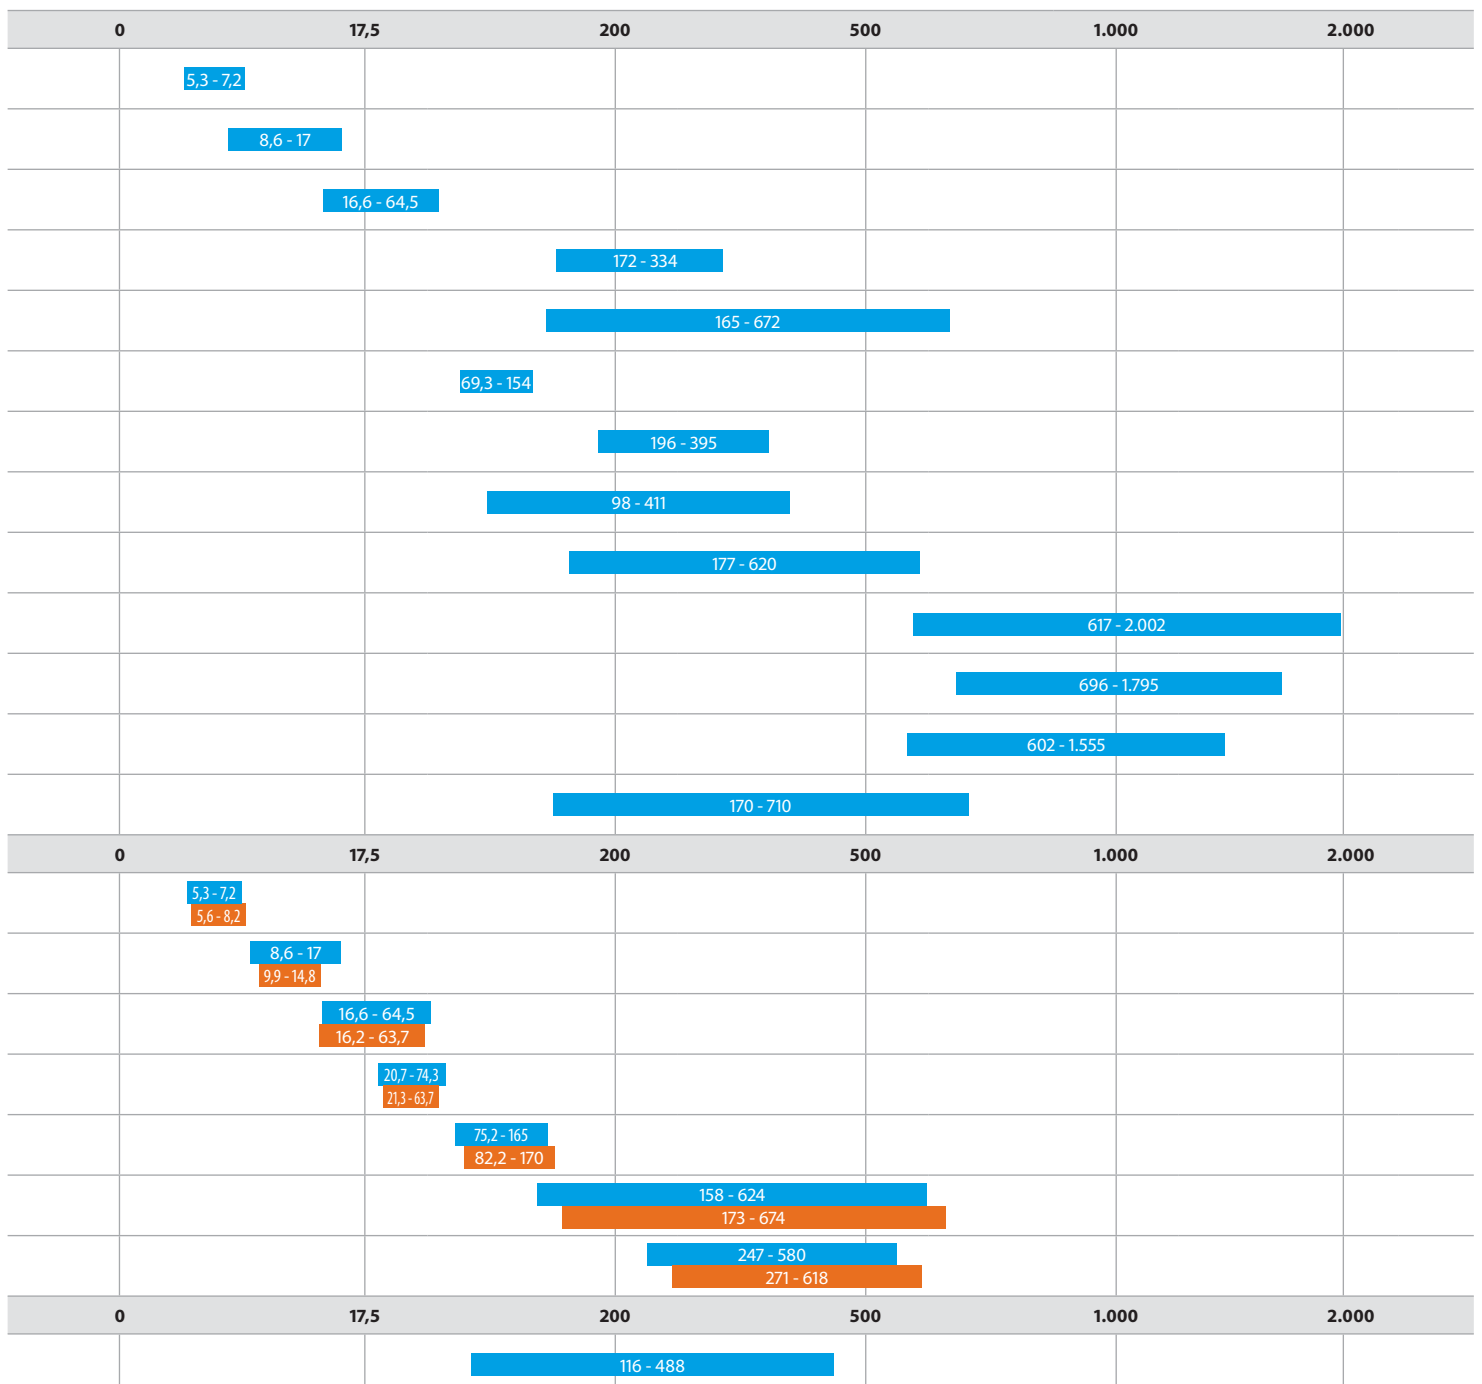 0 17,5 200 500 1.000 2.000
5,3 - 7,2
8,6 - 17
16,6 - 64,5
172 - 334
165 - 672
69,3 - 154
196 - 395
98 - 411
177 - 620
617 - 2.002
696 - 1.795
602 - 1.555
170 - 710
0 17,5 200 500 1.000 2.000
5,3 - 7,2
5,6 - 8,2
8,6 - 17
9,9 - 14,8
16,6 - 64,5
16,2 - 63,7
20,7 - 74,3
21,3 - 63,7
75,2 - 165
82,2 - 170
158 - 624
173 - 674
247 - 580
271 - 618
0 17,5 200 500 1.000 2.000
116 - 488